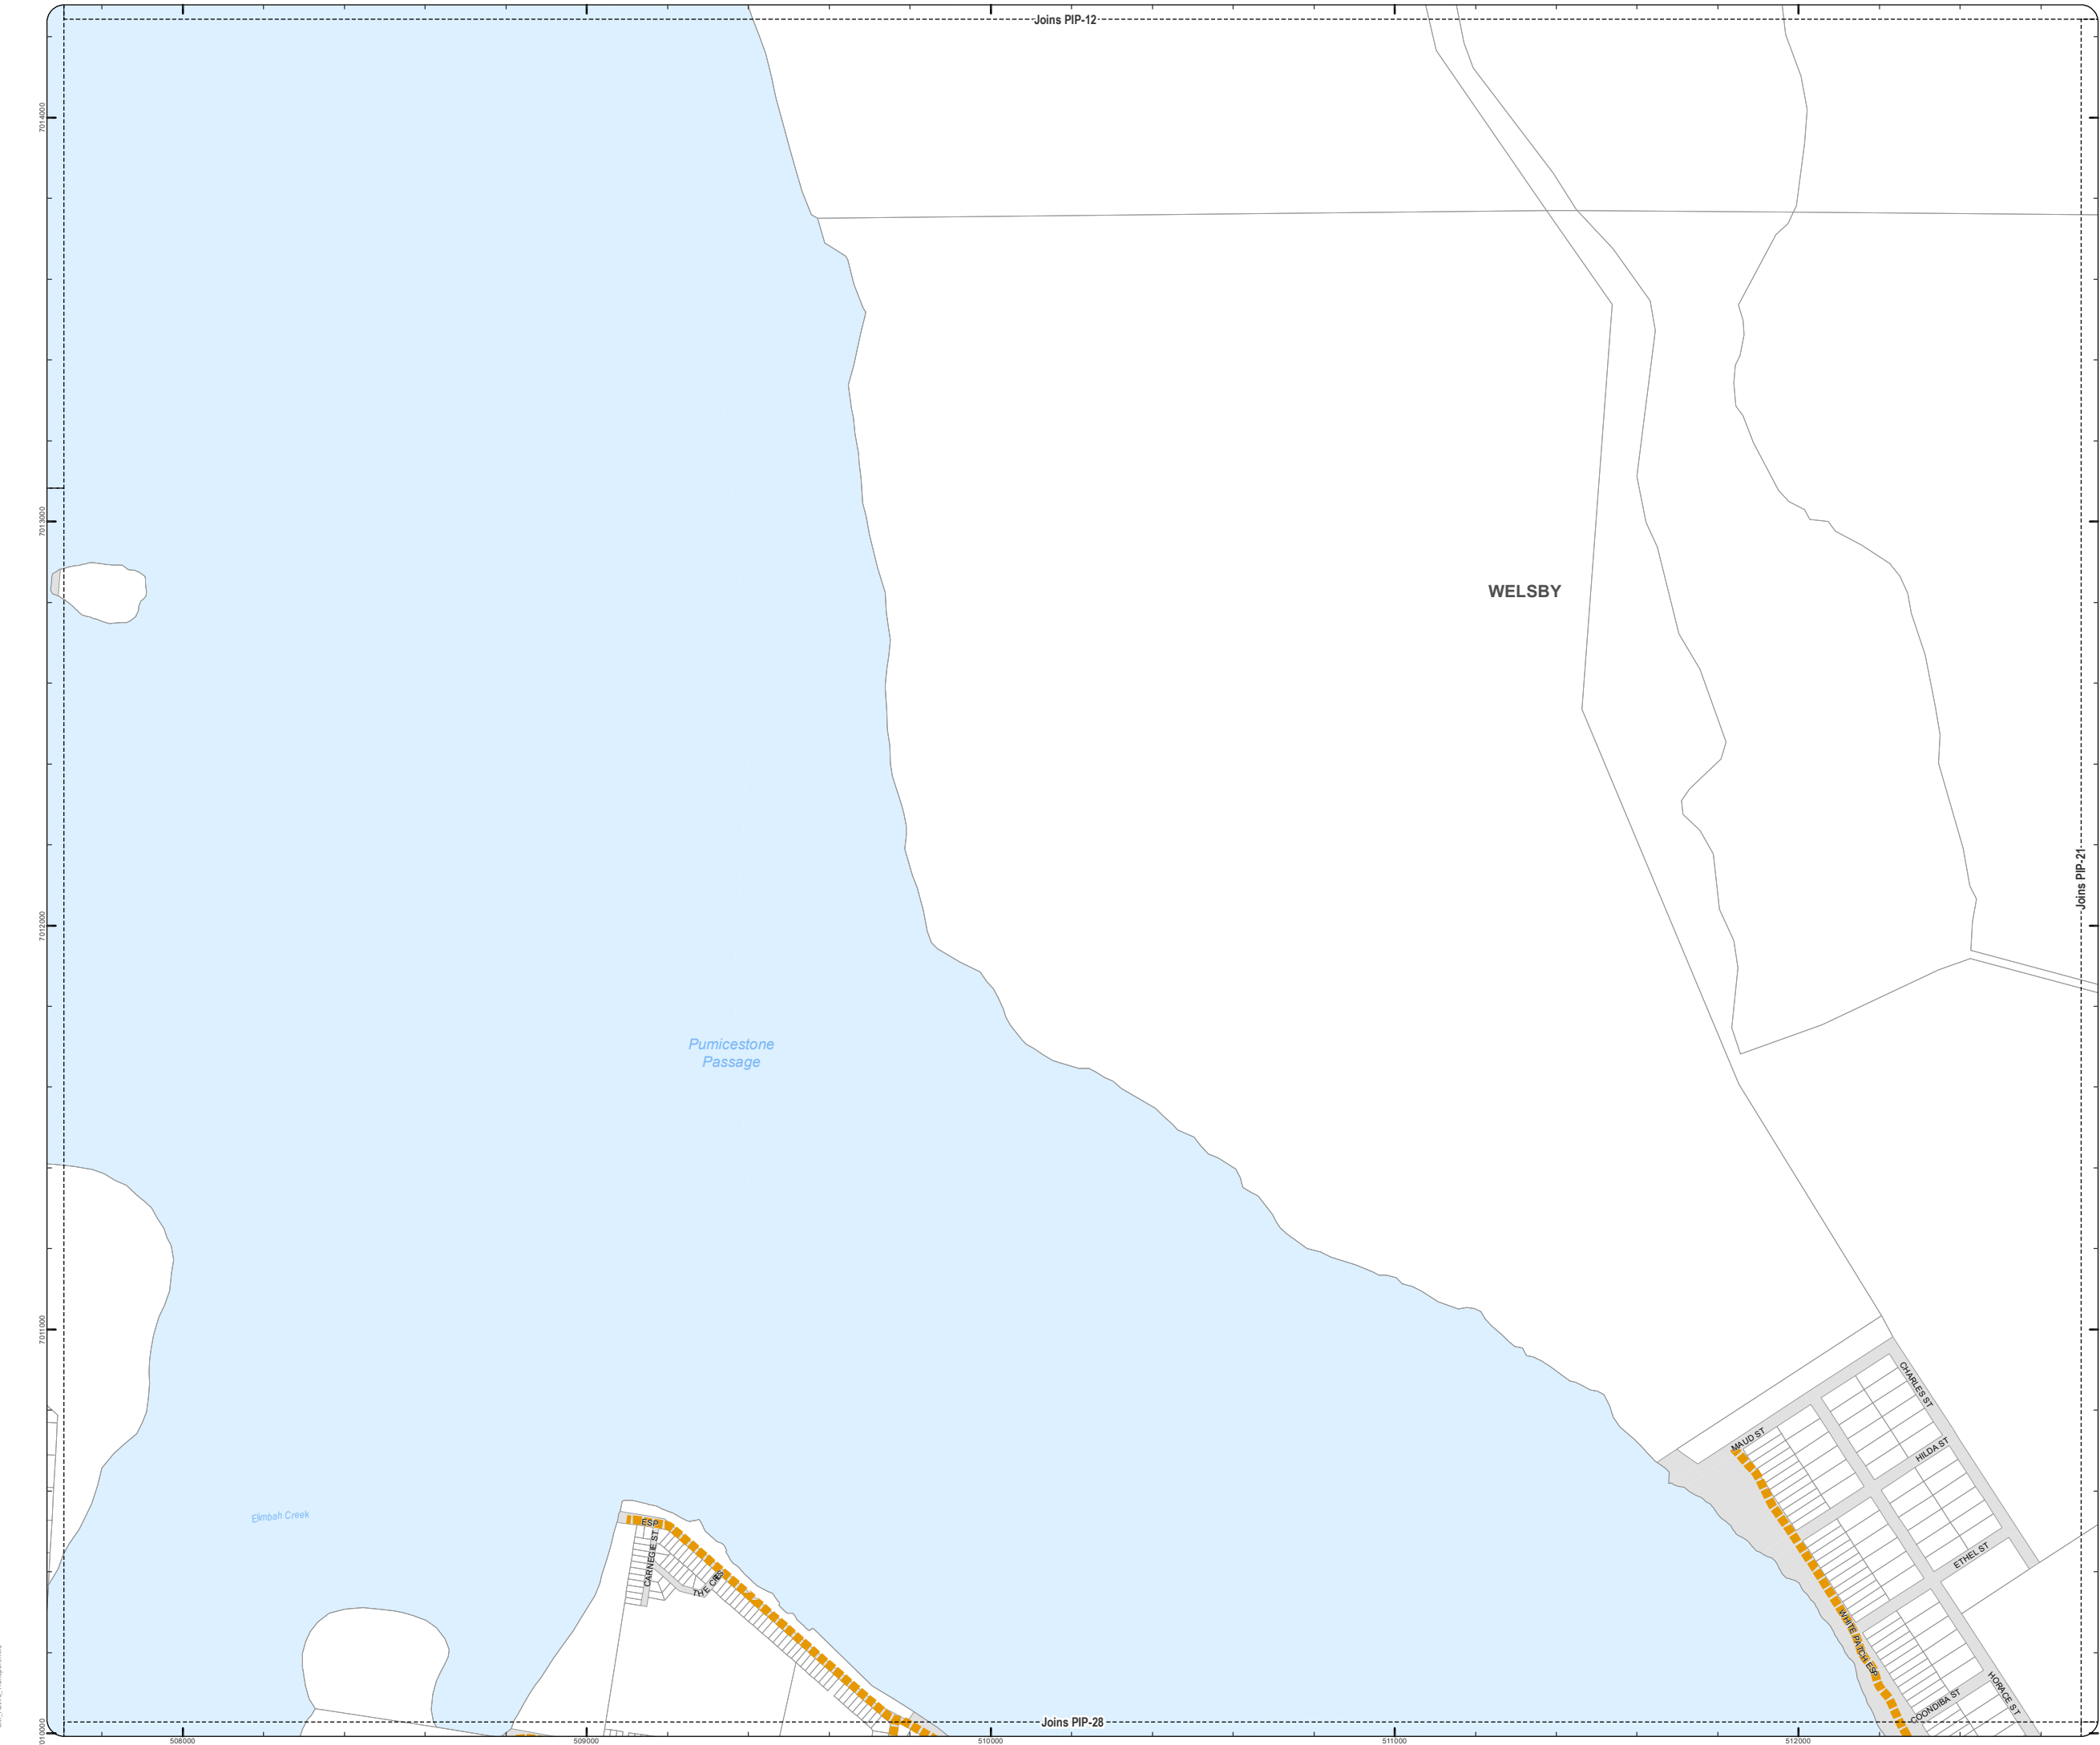 Joins PIP-12
7014000
7013000
WELSBY
Joins PIP-21
7012000
Pumicestone
Passage
7011000
CHARLES ST
MAUD ST
HILDA ST
Elimbah Creek
ESP
CARNEGIE ST
THE CRES
ETHEL ST
WHITE PATCH ESP
HORACE ST
COONDIBA ST
Joins PIP-28
508000
509000
510000
511000
512000